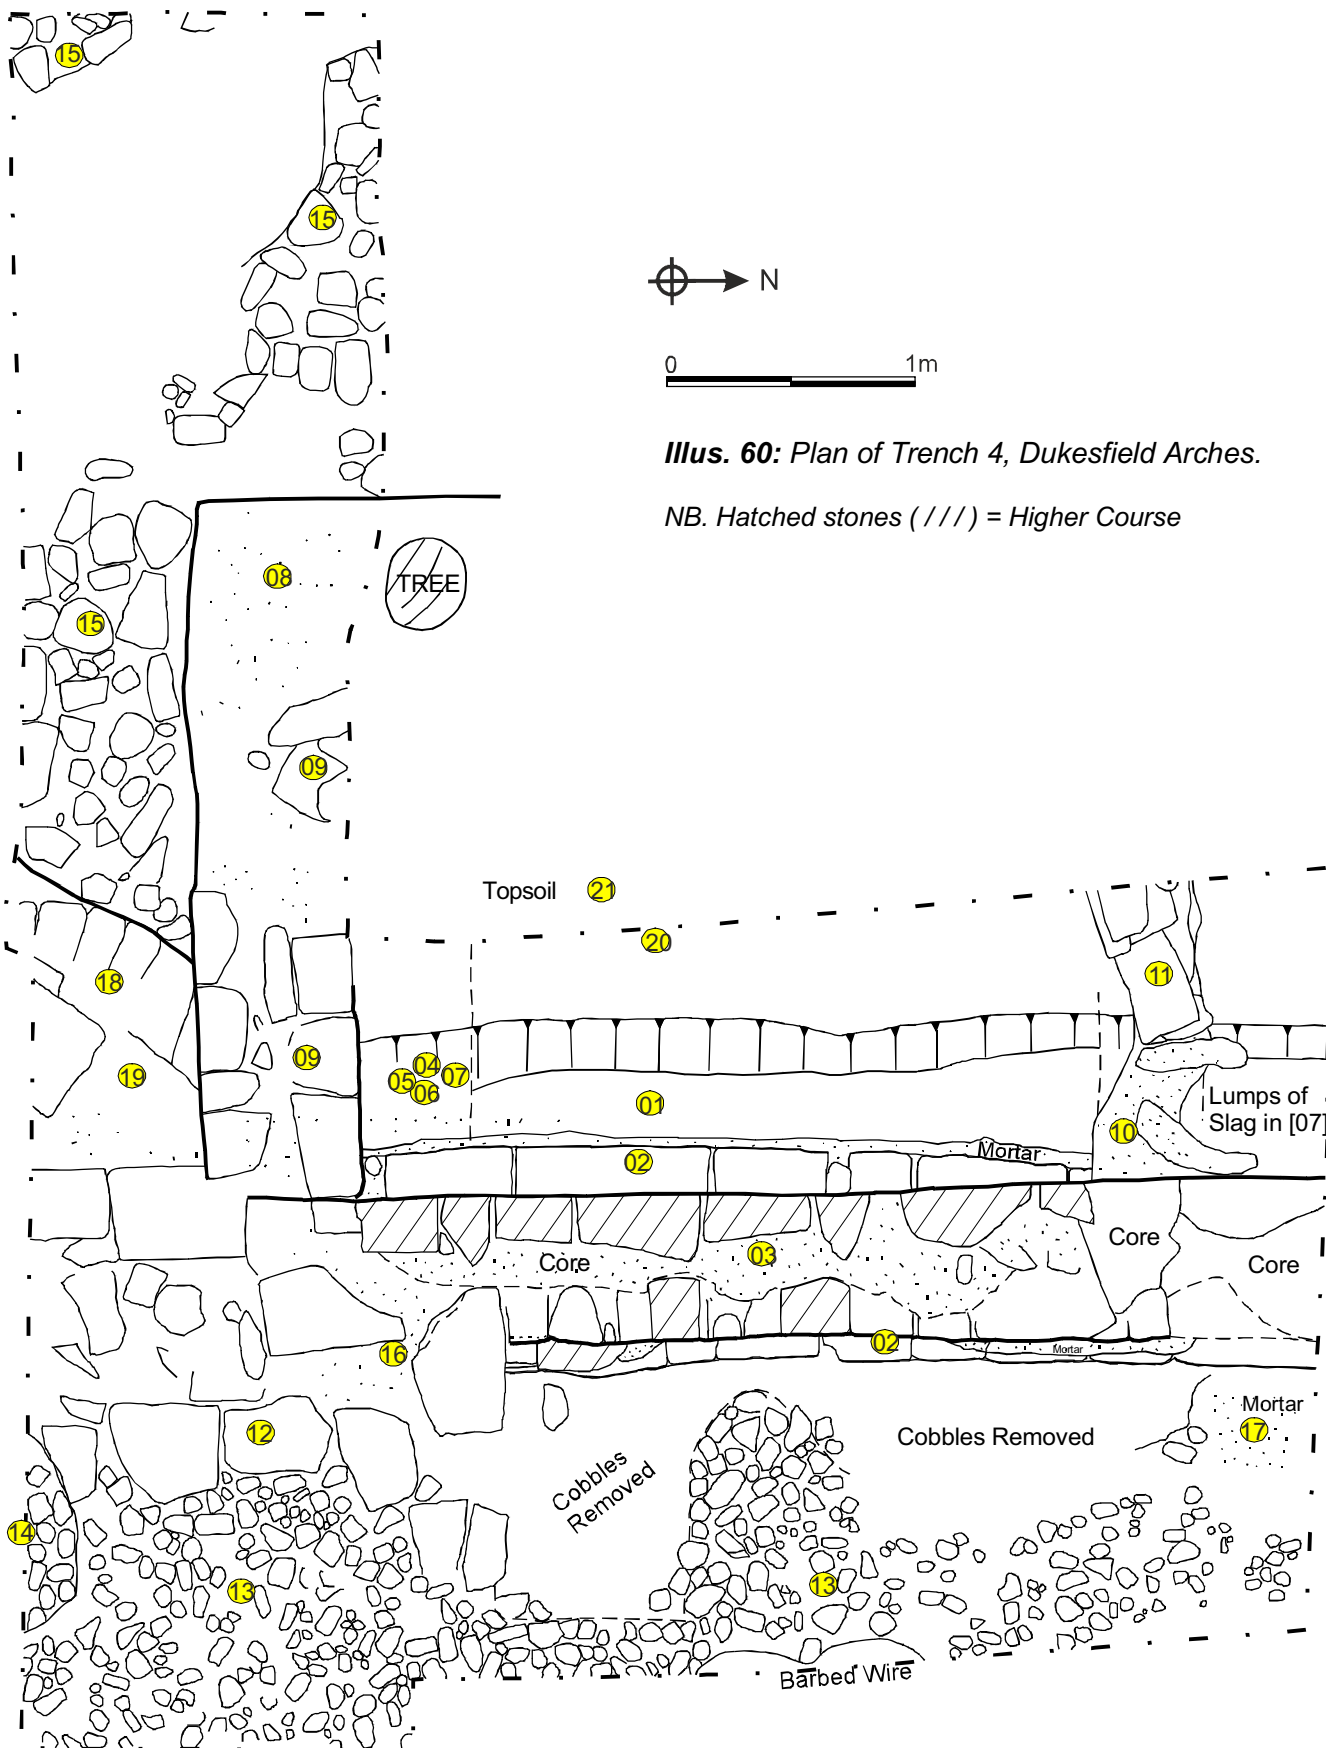 15
15
N
0 1m
Illus. 60: Plan of Trench 4, Dukesfield Arches.
NB. Hatched stones ( / / / ) = Higher Course
08
TREE
15
09
Topsoil 21
20
18
11
09
04
05
07
06
19
01
Lumps of
Slag in [07]
10
02
Mortar
Core
03
Core
Core
02
Mortar
16
Mortar
17
12
Cobbles Removed
Cobbles
Removed
14
13
13
Barbed Wire